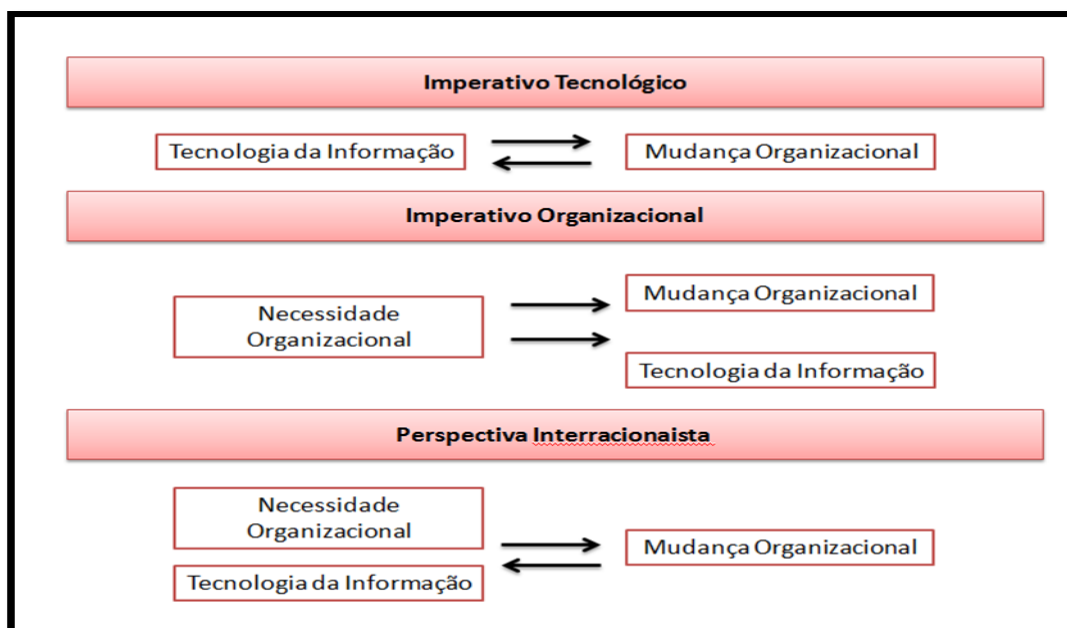 Imperativo Tecnológico
Tecnologia da Informação
Mudança Organizacional
Imperativo Organizacional
Necessidade
Organizacional
Mudança Organizacional
Tecnologia da Informação
Perspectiva Interracionaista
Necessidade
Organizacional
Tecnologia da Informação
Mudança Organizacional